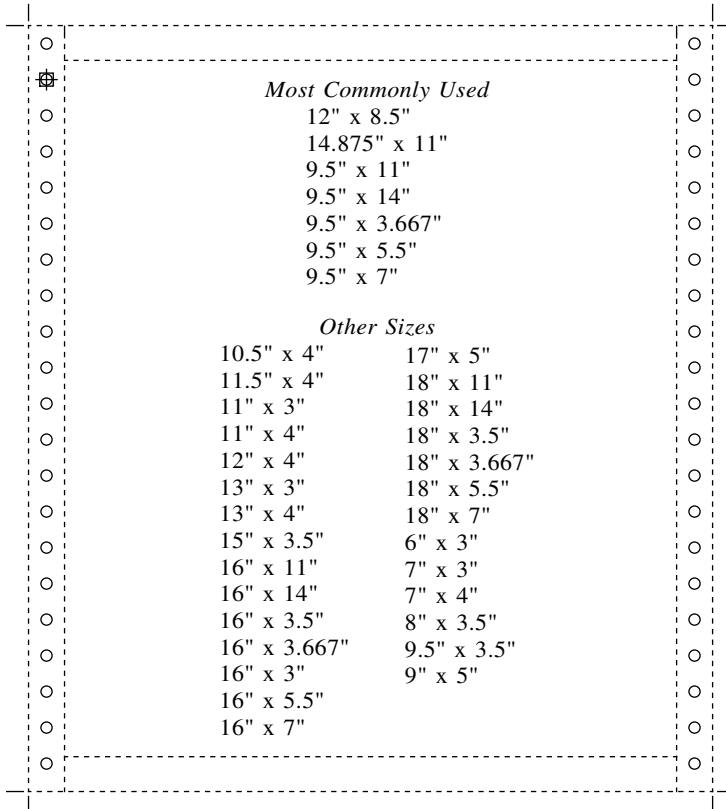 Most Commonly Used
12" x 8.5"
14.875" x 11"
9.5" x 11"
9.5" x 14"
9.5" x 3.667"
9.5" x 5.5"
9.5" x 7"
Other Sizes
10.5" x 4"
11.5" x 4"
11" x 3"
11" x 4"
12" x 4"
13" x 3"
13" x 4"
15" x 3.5"
16" x 11"
16" x 14"
16" x 3.5"
16" x 3.667"
16" x 3"
16" x 5.5"
16" x 7"
17" x 5"
18" x 11"
18" x 14"
18" x 3.5"
18" x 3.667"
18" x 5.5"
18" x 7"
6" x 3"
7" x 3"
7" x 4"
8" x 3.5"
9.5" x 3.5"
9" x 5"